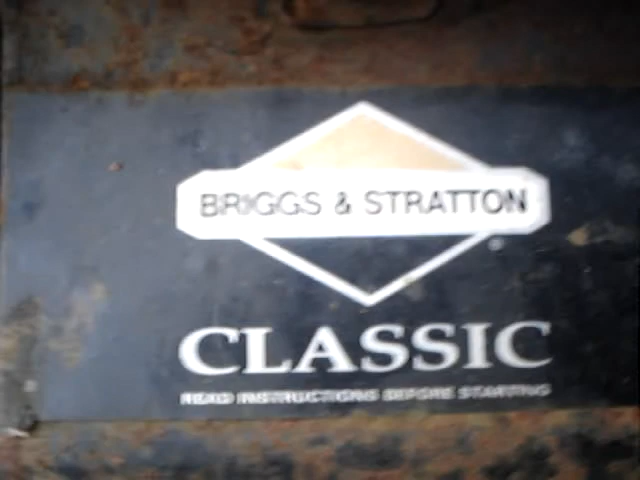 BRIGGS & STRATTON
CLASSIC
READ INSTRUCTIONS BEFORE STARTING